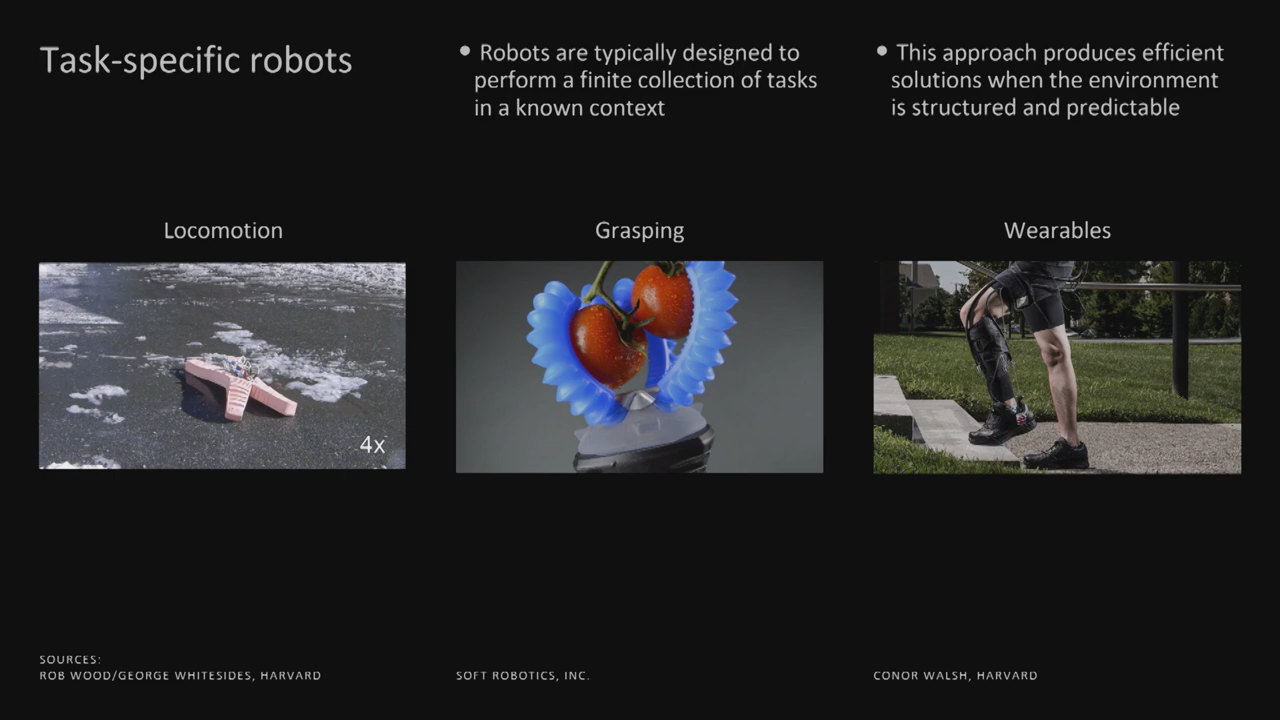 Task-specific robots
• Robots are typically designed to
perform a finite collection of tasks
in a known context
• This approach produces efficient
solutions when the environment
is structured and predictable
Locomotion
Grasping
Wearables
4x
SOURCES:
ROB WOOD/GEORGE WHITESIDES, HARVARD
SOFT ROBOTICS, INC.
CONOR WALSH, HARVARD